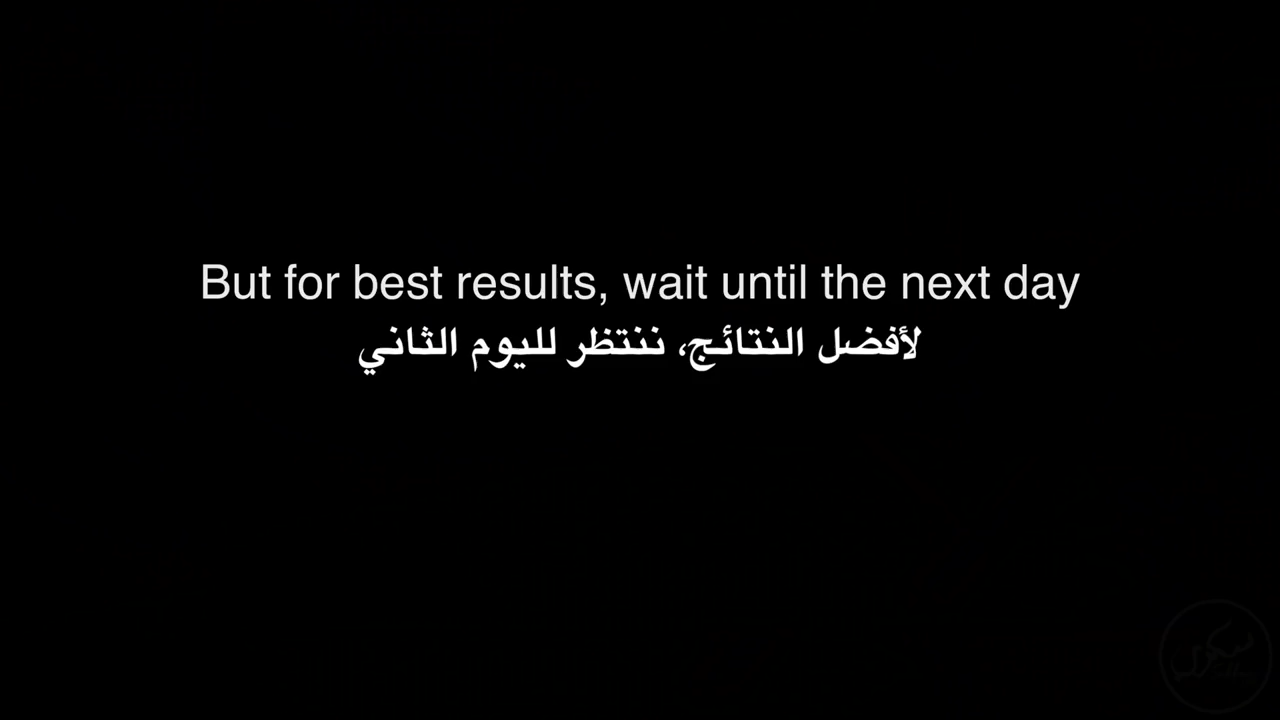 But for best results, wait until the next day
لأفضل النتائج، ننتظر لليوم الثاني